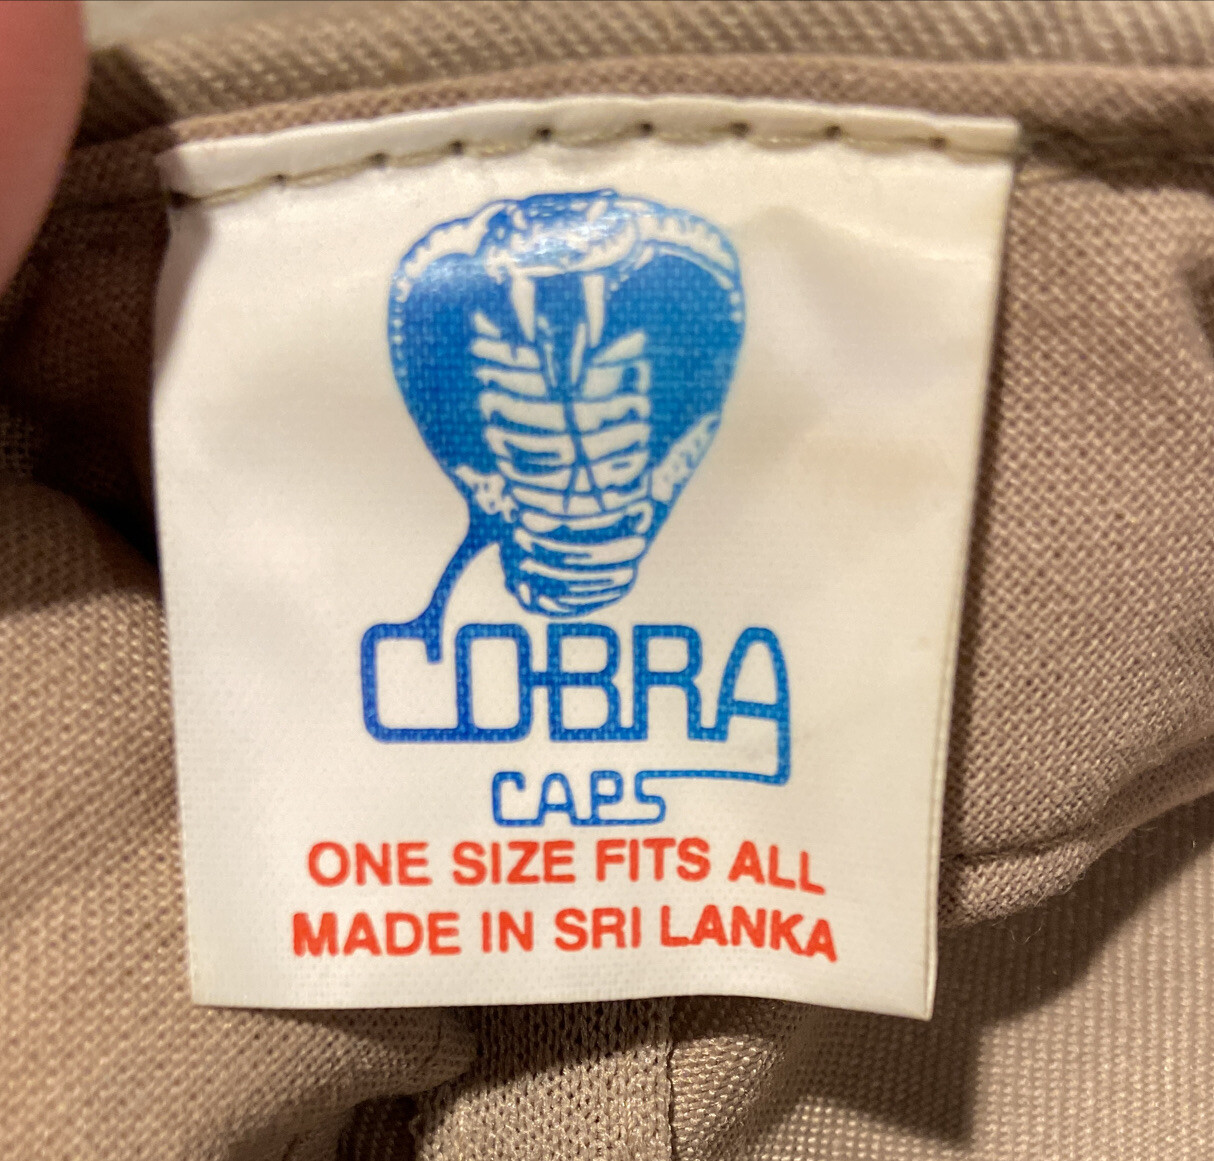 COBRA
CAPS
ONE SIZE FITS ALL
MADE IN SRI LANKA